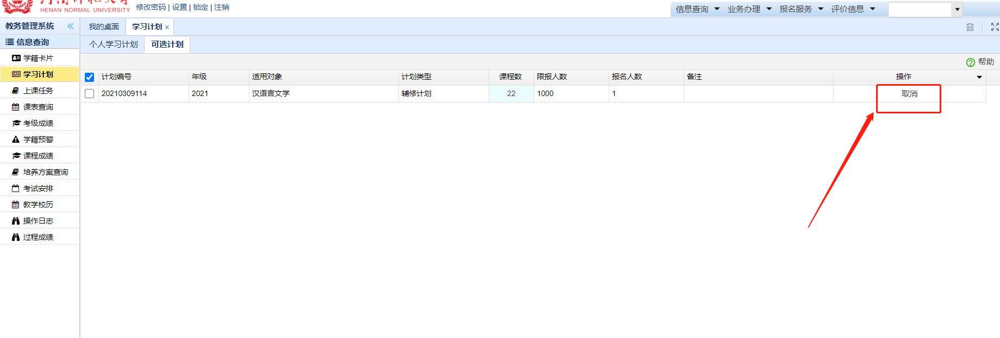 HENAN NORMAL UNIVERSITY
修改密码 | 设置 | 锁定 | 注销
信息查询 业务办理 报名服务 评价信息
教务管理系统
我的桌面 学习计划
信息查询
个人学习计划 可选计划
学籍卡片
帮助
学习计划
计划编号 年级 适用对象 计划类型 课程数 限报人数 报名人数 备注 操作
上课任务
20210309114 2021 汉语言文学 辅修计划 22 1000 1 取消
课表查询
考级成绩
学籍预警
课程成绩
培养方案查询
考试安排
教学校历
操作日志
过程成绩